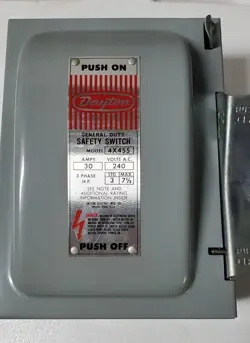 PUSH ON
Dayton
GENERAL DUTY
SAFETY SWITCH
MODEL 4X455
AMPS VOLTS A.C.
30 240
3 PHASE STD. MAX.
H.P. 3 7½
SEE NOTE AND
ADDITIONAL RATING
INFORMATION INSIDE
PUSH OFF